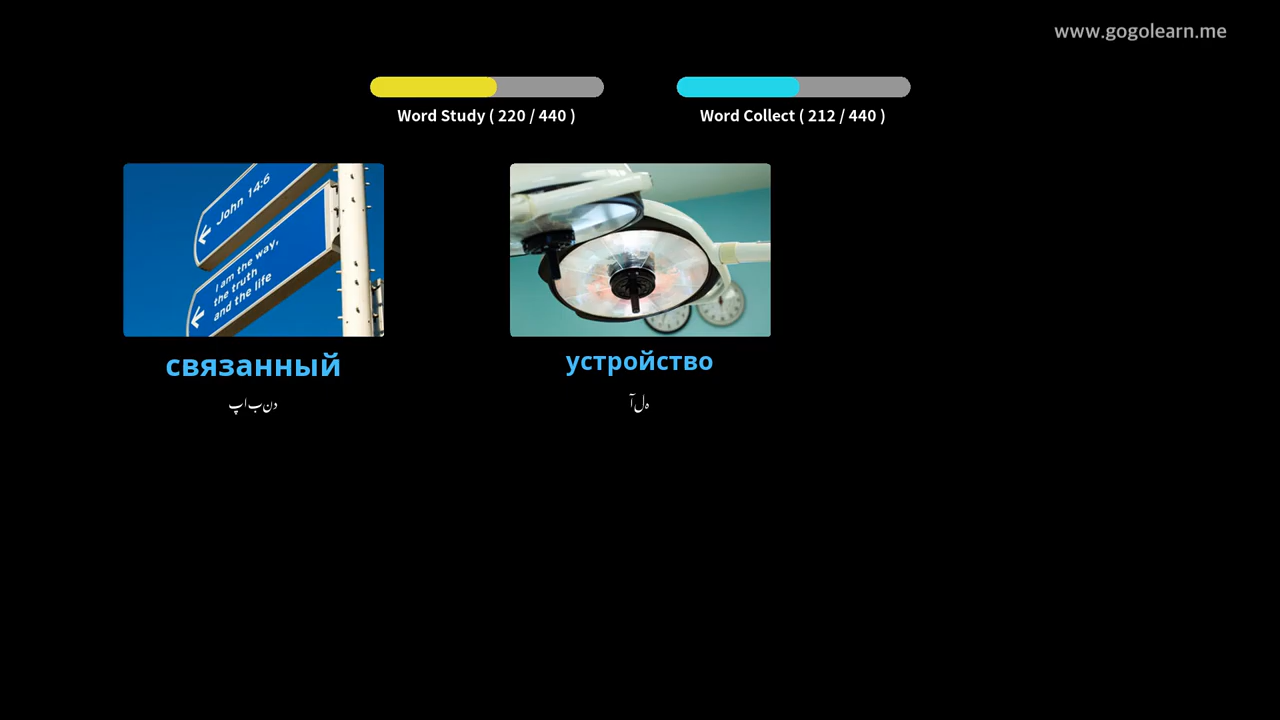 www.gogolearn.me
Word Study ( 220 / 440 )
Word Collect ( 212 / 440 )
John 14:6
I am the way,
the truth
and the life
связанный
پابند
устройство
آلہ